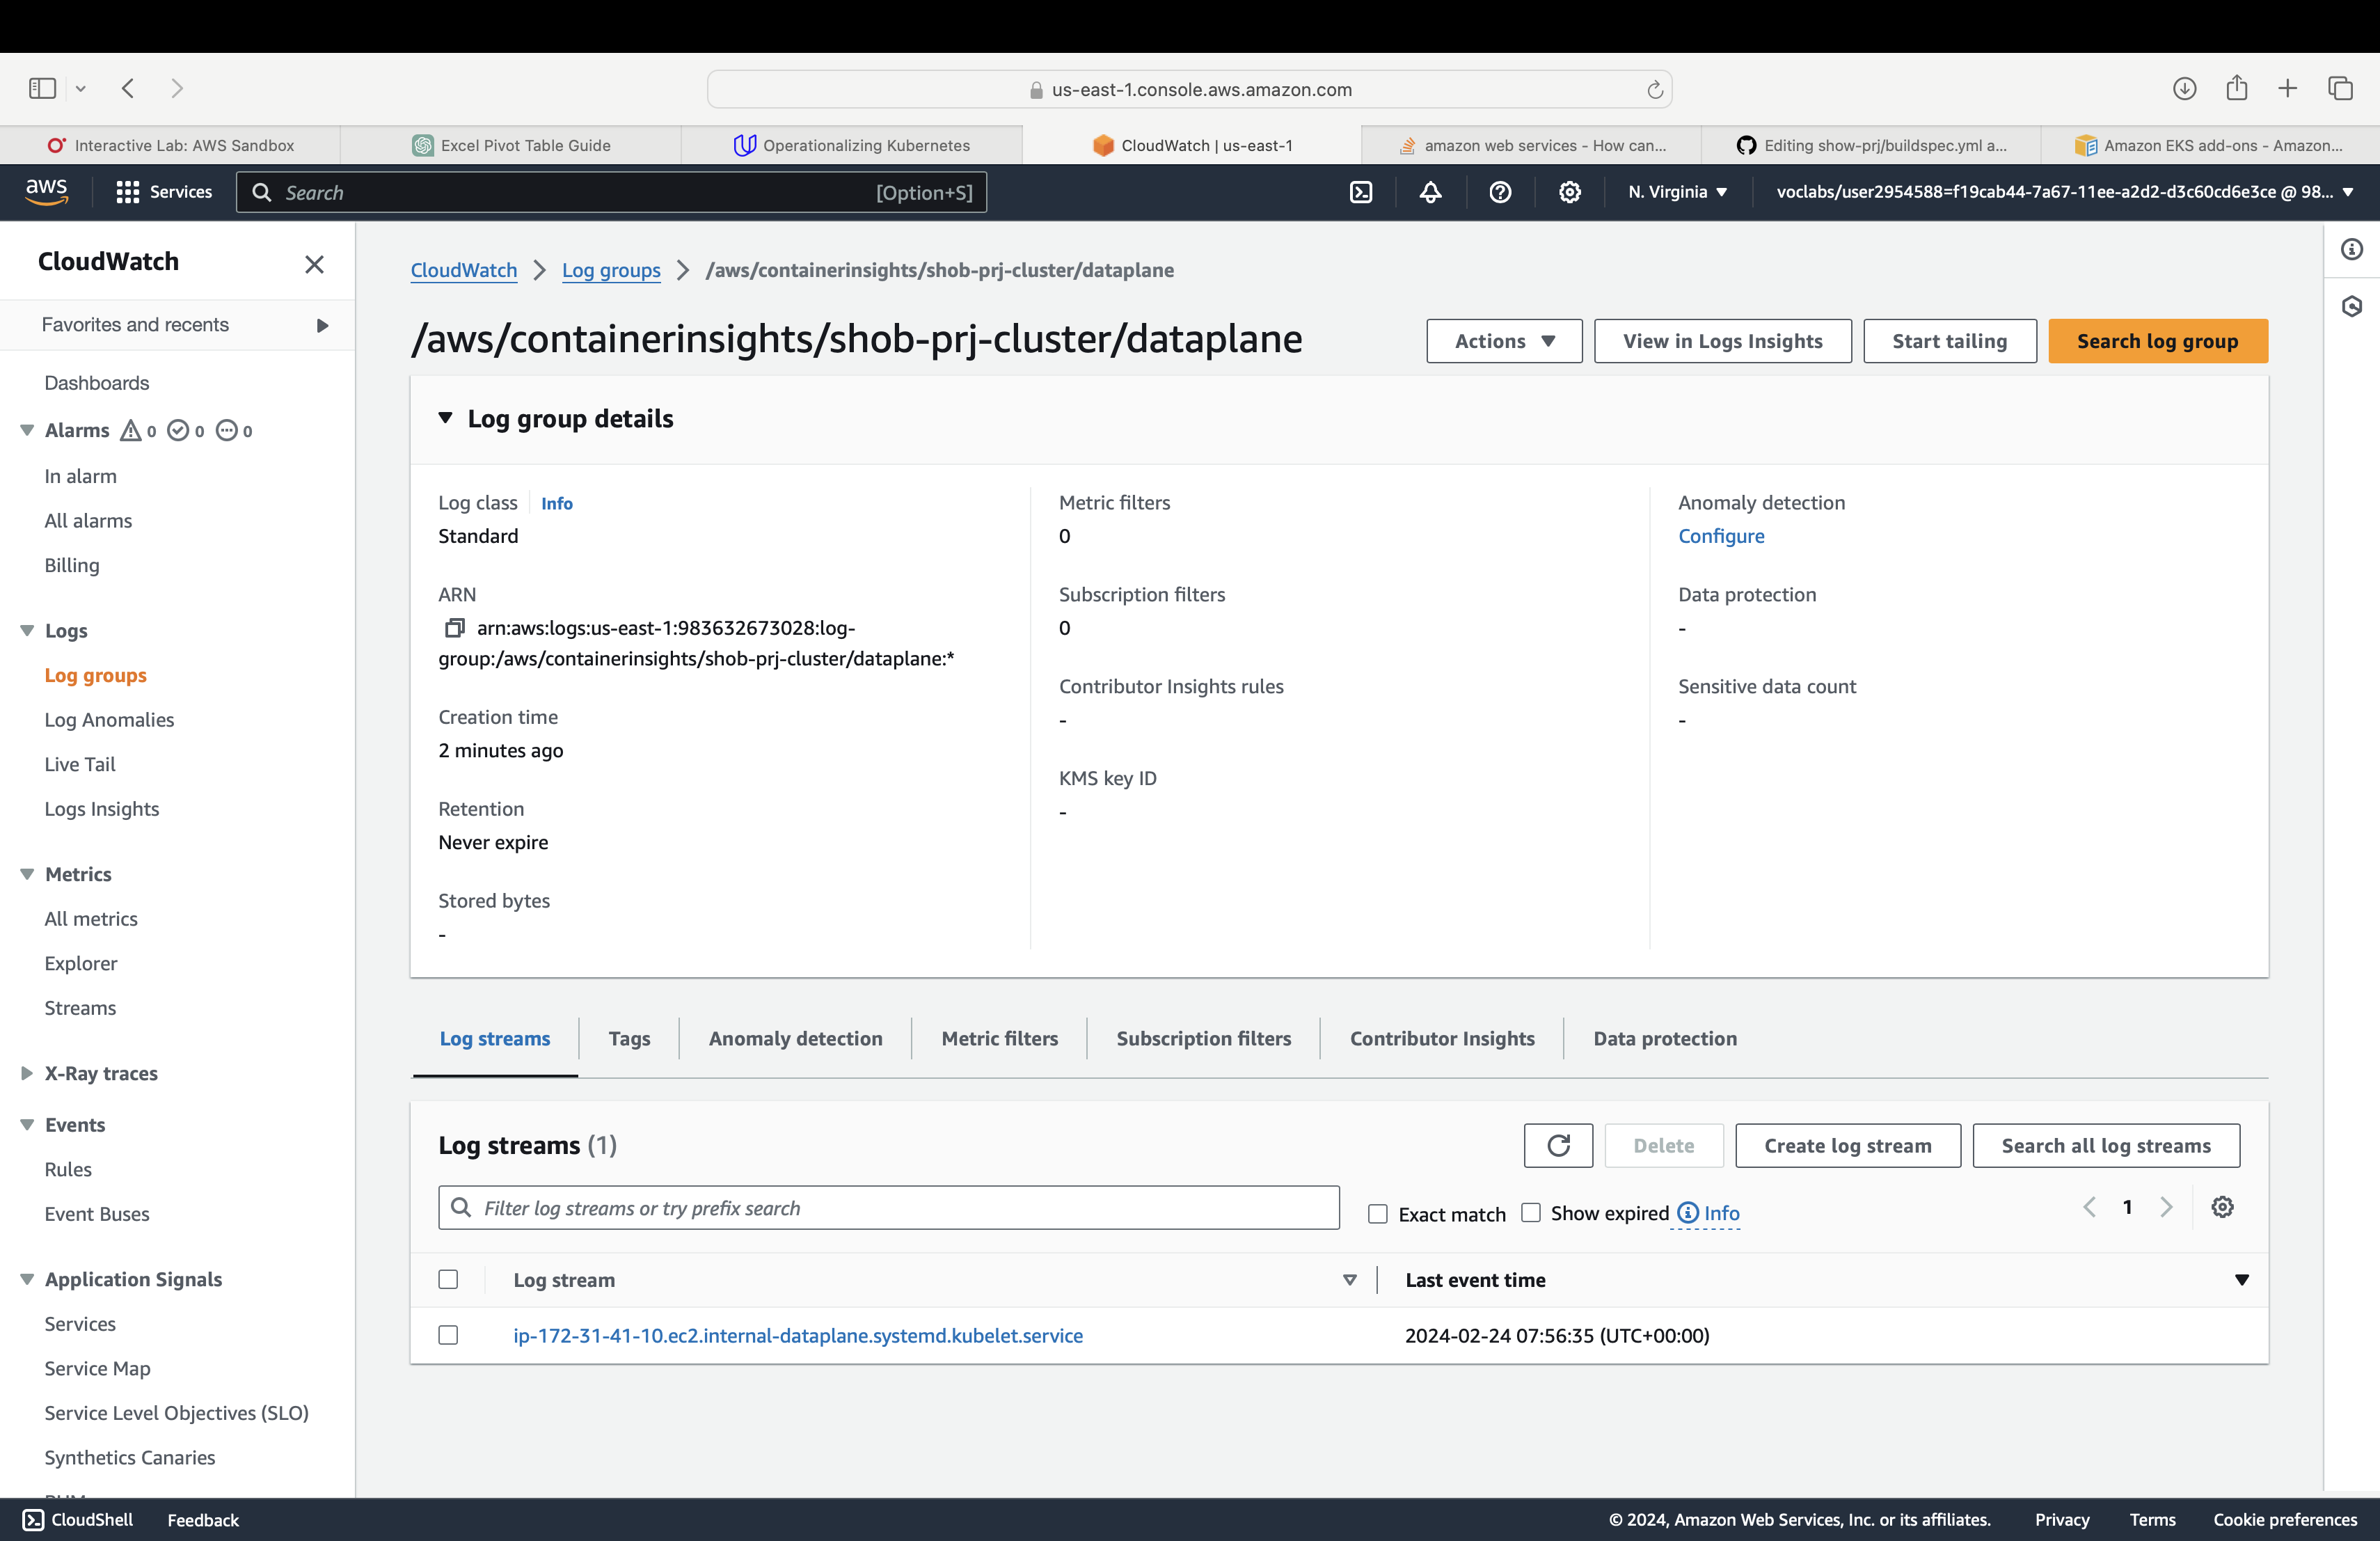 us-east-1.console.aws.amazon.com
Interactive Lab: AWS Sandbox
Excel Pivot Table Guide
Operationalizing Kubernetes
CloudWatch | us-east-1
amazon web services - How can...
Editing show-prj/buildspec.yml a...
Amazon EKS add-ons - Amazon...
aws
Services
Search
[Option+S]
N. Virginia
voclabs/user2954588=f19cab44-7a67-11ee-a2d2-d3c60cd6e3ce @ 98...
CloudWatch
Favorites and recents
Dashboards
Alarms 0 0 0
In alarm
All alarms
Billing
Logs
Log groups
Log Anomalies
Live Tail
Logs Insights
Metrics
All metrics
Explorer
Streams
X-Ray traces
Events
Rules
Event Buses
Application Signals
Services
Service Map
Service Level Objectives (SLO)
Synthetics Canaries
CloudWatch > Log groups > /aws/containerinsights/shob-prj-cluster/dataplane
/aws/containerinsights/shob-prj-cluster/dataplane
Actions
View in Logs Insights
Start tailing
Search log group
Log group details
Log class Info
Standard
ARN
arn:aws:logs:us-east-1:983632673028:log-
group:/aws/containerinsights/shob-prj-cluster/dataplane:*
Creation time
2 minutes ago
Retention
Never expire
Stored bytes
-
Metric filters
0
Subscription filters
0
Contributor Insights rules
-
KMS key ID
-
Anomaly detection
Configure
Data protection
-
Sensitive data count
-
Log streams
Tags
Anomaly detection
Metric filters
Subscription filters
Contributor Insights
Data protection
Log streams (1)
Delete
Create log stream
Search all log streams
Filter log streams or try prefix search
Exact match
Show expired
Info
1
Log stream
Last event time
ip-172-31-41-10.ec2.internal-dataplane.systemd.kubelet.service
2024-02-24 07:56:35 (UTC+00:00)
CloudShell
Feedback
© 2024, Amazon Web Services, Inc. or its affiliates.
Privacy
Terms
Cookie preferences